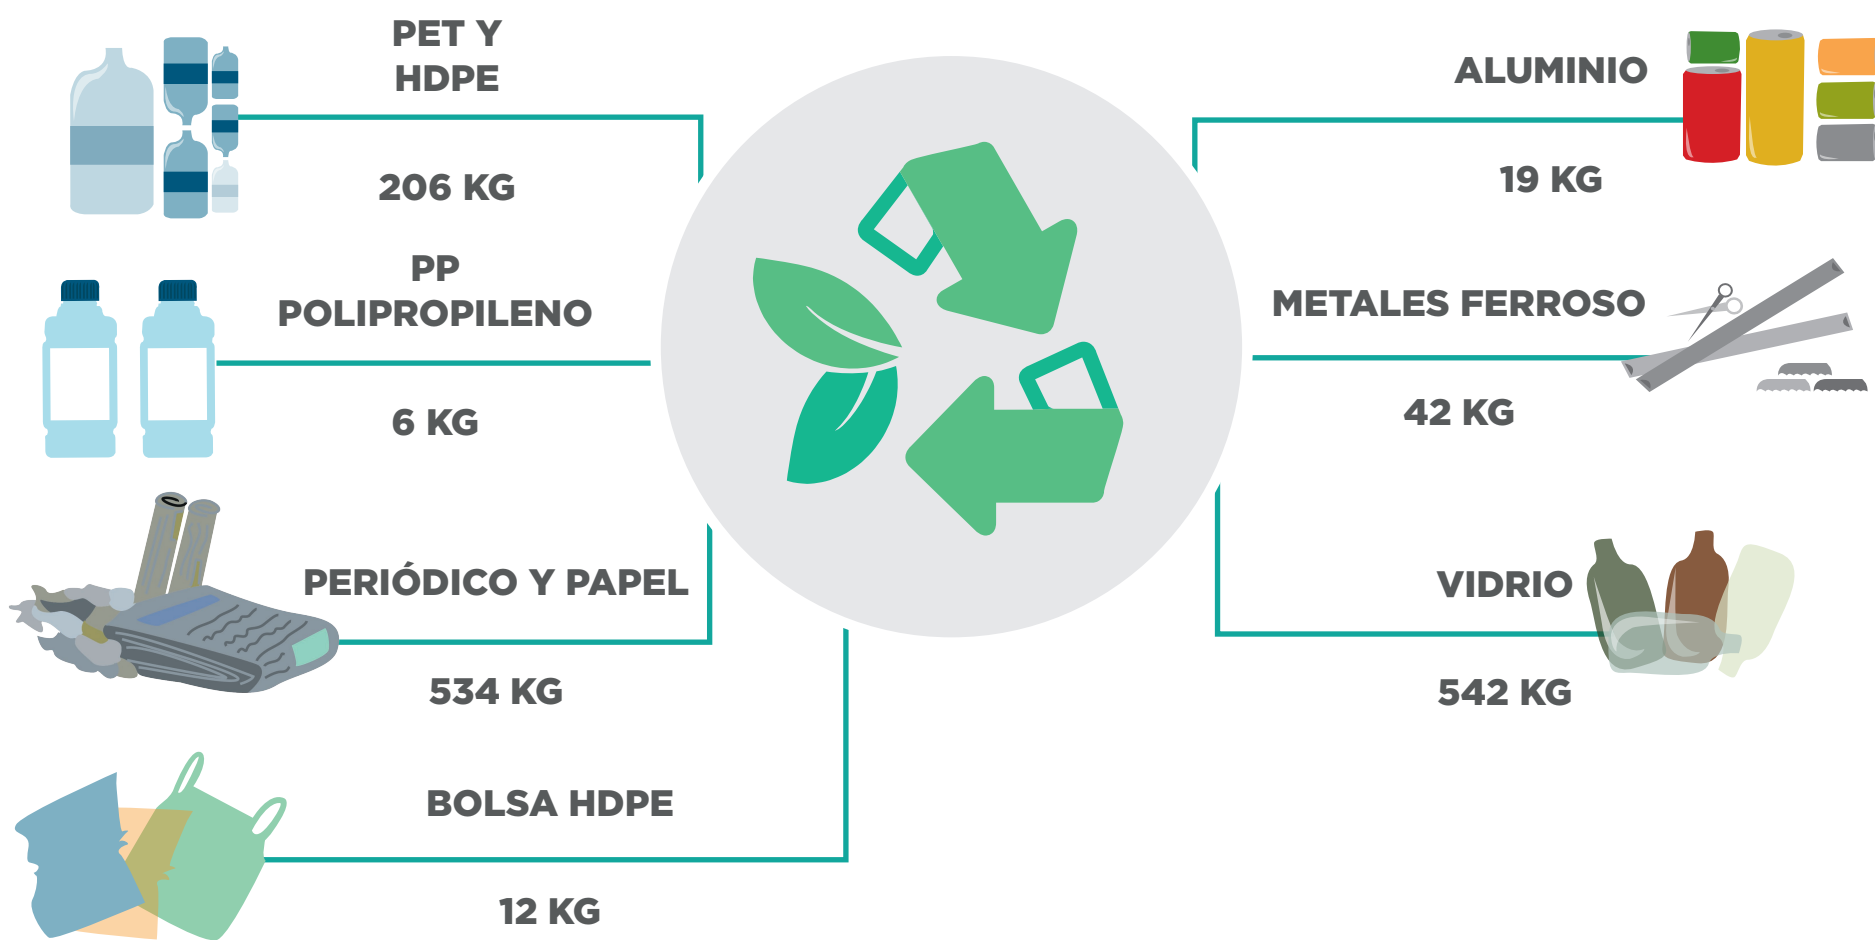 PET Y
HDPE
206 KG
PP
POLIPROPILENO
6 KG
PERIÓDICO Y PAPEL
534 KG
BOLSA HDPE
12 KG
ALUMINIO
19 KG
METALES FERROSO
42 KG
VIDRIO
542 KG